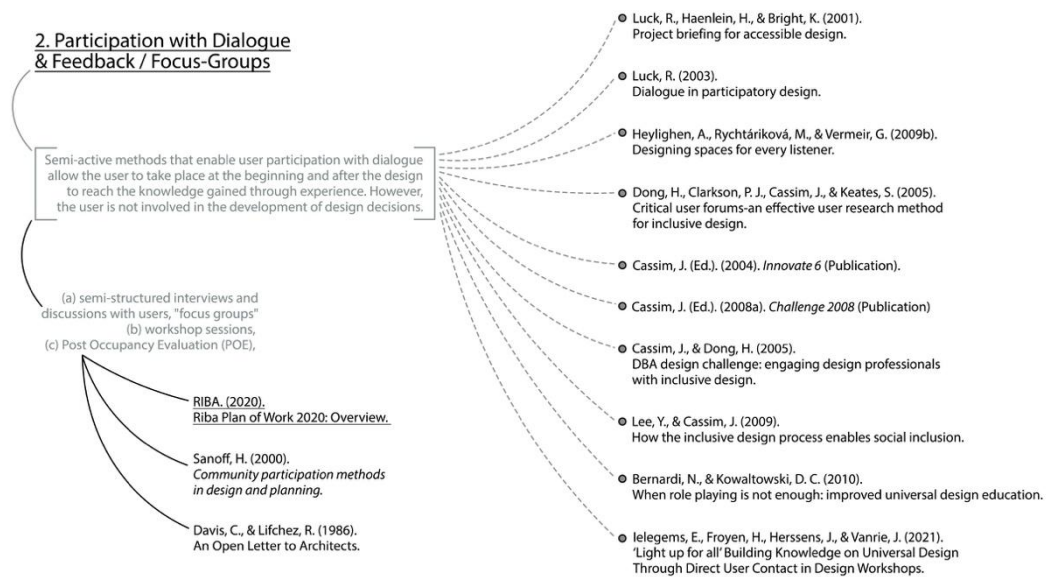 2. Participation with Dialogue
& Feedback / Focus-Groups
Semi-active methods that enable user participation with dialogue
allow the user to take place at the beginning and after the design
to reach the knowledge gained through experience. However,
the user is not involved in the development of design decisions.
(a) semi-structured interviews and
discussions with users, "focus groups"
(b) workshop sessions,
(c) Post Occupancy Evaluation (POE),
RIBA. (2020).
Riba Plan of Work 2020: Overview.
Sanoff, H. (2000).
Community participation methods
in design and planning.
Davis, C., & Lifchez, R. (1986).
An Open Letter to Architects.
Luck, R., Haenlein, H., & Bright, K. (2001).
Project briefing for accessible design.
Luck, R. (2003).
Dialogue in participatory design.
Heylighen, A., Rychtáriková, M., & Vermeir, G. (2009b).
Designing spaces for every listener.
Dong, H., Clarkson, P. J., Cassim, J., & Keates, S. (2005).
Critical user forums-an effective user research method
for inclusive design.
Cassim, J. (Ed.). (2004). Innovate 6 (Publication).
Cassim, J. (Ed.). (2008a). Challenge 2008 (Publication)
Cassim, J., & Dong, H. (2005).
DBA design challenge: engaging design professionals
with inclusive design.
Lee, Y., & Cassim, J. (2009).
How the inclusive design process enables social inclusion.
Bernardi, N., & Kowaltowski, D. C. (2010).
When role playing is not enough: improved universal design education.
Ielegems, E., Froyen, H., Herssens, J., & Vanrie, J. (2021).
'Light up for all' Building Knowledge on Universal Design
Through Direct User Contact in Design Workshops.